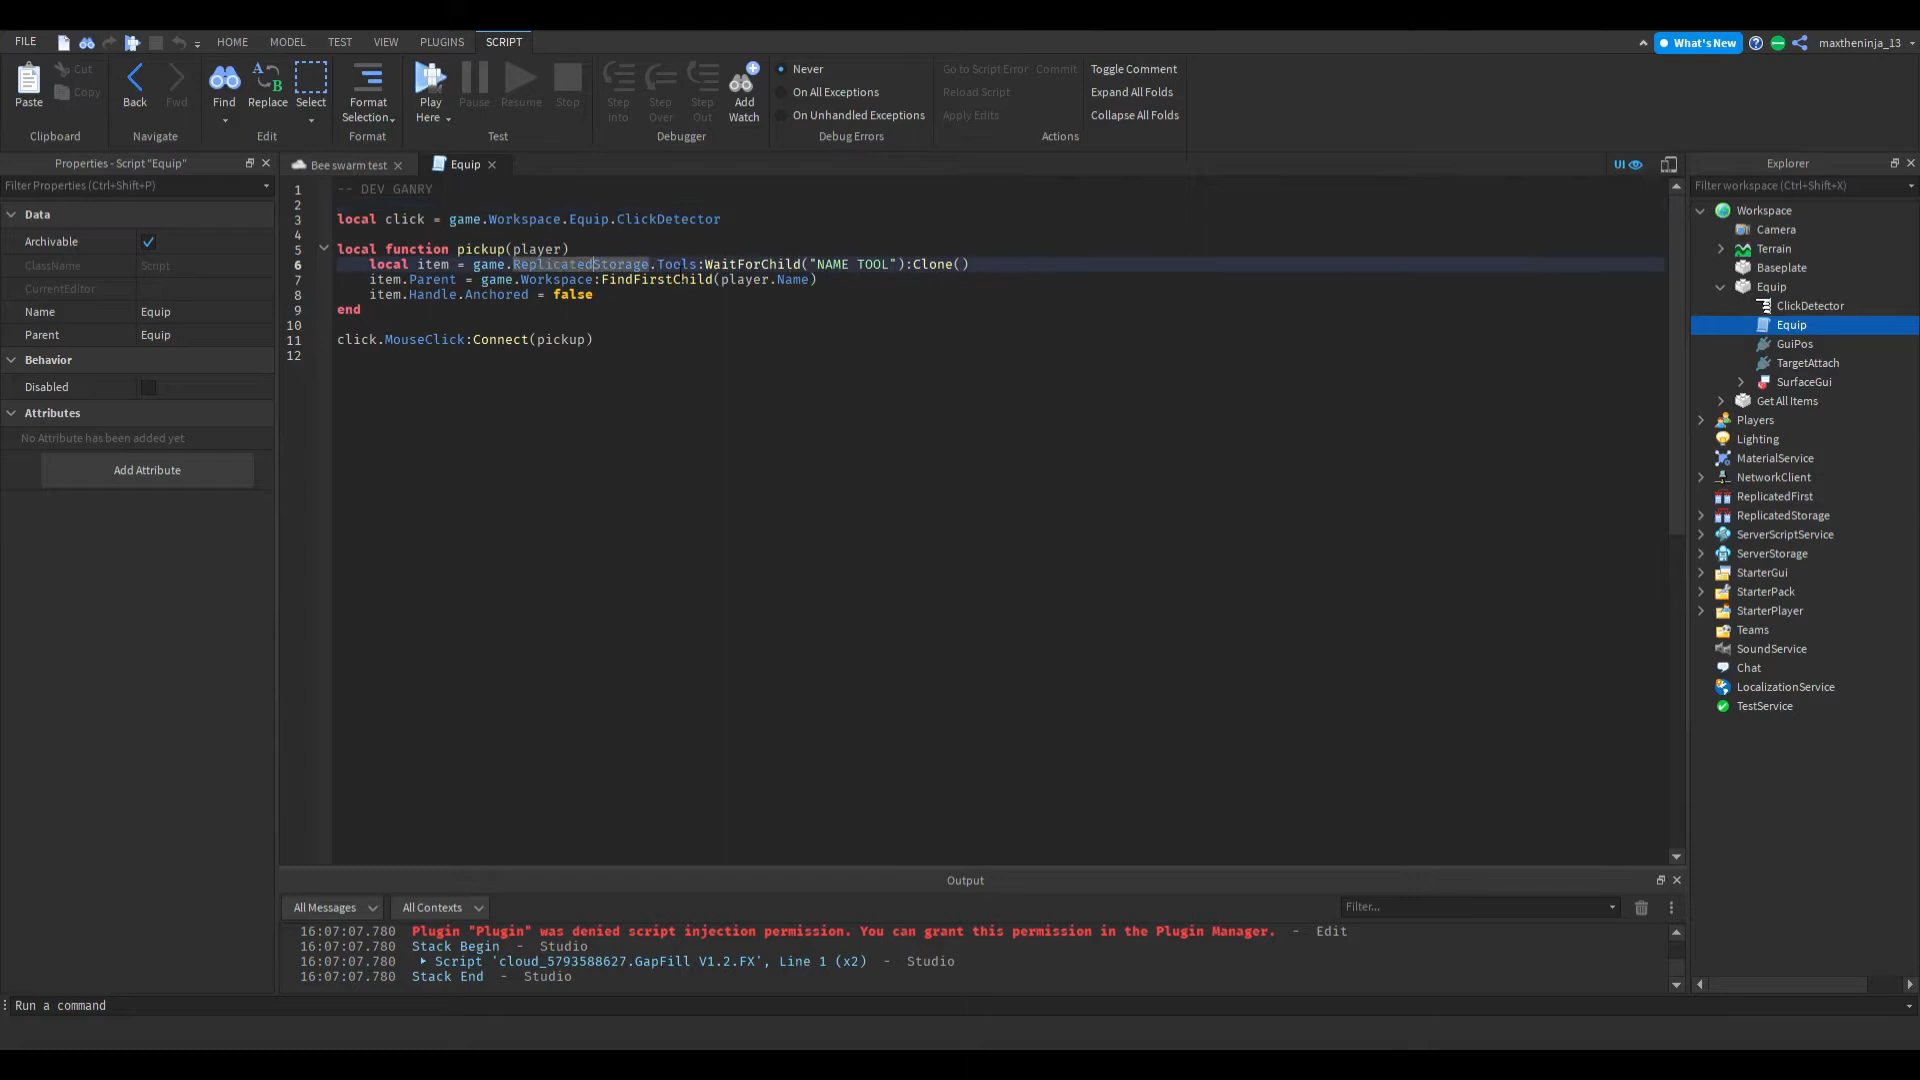 FILE HOME MODEL TEST VIEW PLUGINS SCRIPT What's New maxtheninja_13
Paste Cut Copy
Clipboard
Back Fwd
Navigate
Find Replace Select
Edit
Format Selection
Format
Play Here Pause Resume Stop
Test
Step Into Step Over Step Out Add Watch
Debugger
Never
On All Exceptions
On Unhandled Exceptions
Debug Errors
Go to Script Error Commit Toggle Comment
Reload Script Expand All Folds
Apply Edits Collapse All Folds
Actions
Properties - Script "Equip"
Filter Properties (Ctrl+Shift+P)
Data
Archivable
ClassName Script
CurrentEditor
Name Equip
Parent Equip
Behavior
Disabled
Attributes
No Attribute has been added yet
Add Attribute
Bee swarm test Equip UI
1 -- DEV GANRY
2
3 local click = game.Workspace.Equip.ClickDetector
4
5 local function pickup(player)
6 local item = game.ReplicatedStorage.Tools:WaitForChild("NAME TOOL"):Clone()
7 item.Parent = game.Workspace:FindFirstChild(player.Name)
8 item.Handle.Anchored = false
9 end
10
11 click.MouseClick:Connect(pickup)
12
Explorer
Filter workspace (Ctrl+Shift+X)
Workspace
Camera
Terrain
Baseplate
Equip
ClickDetector
Equip
GuiPos
TargetAttach
SurfaceGui
Get All Items
Players
Lighting
MaterialService
NetworkClient
ReplicatedFirst
ReplicatedStorage
ServerScriptService
ServerStorage
StarterGui
StarterPack
StarterPlayer
Teams
SoundService
Chat
LocalizationService
TestService
Output
All Messages All Contexts Filter...
16:07:07.780 Plugin "Plugin" was denied script injection permission. You can grant this permission in the Plugin Manager. - Edit
16:07:07.780 Stack Begin - Studio
16:07:07.780 Script 'cloud_5793588627.GapFill V1.2.FX', Line 1 (x2) - Studio
16:07:07.780 Stack End - Studio
Run a command